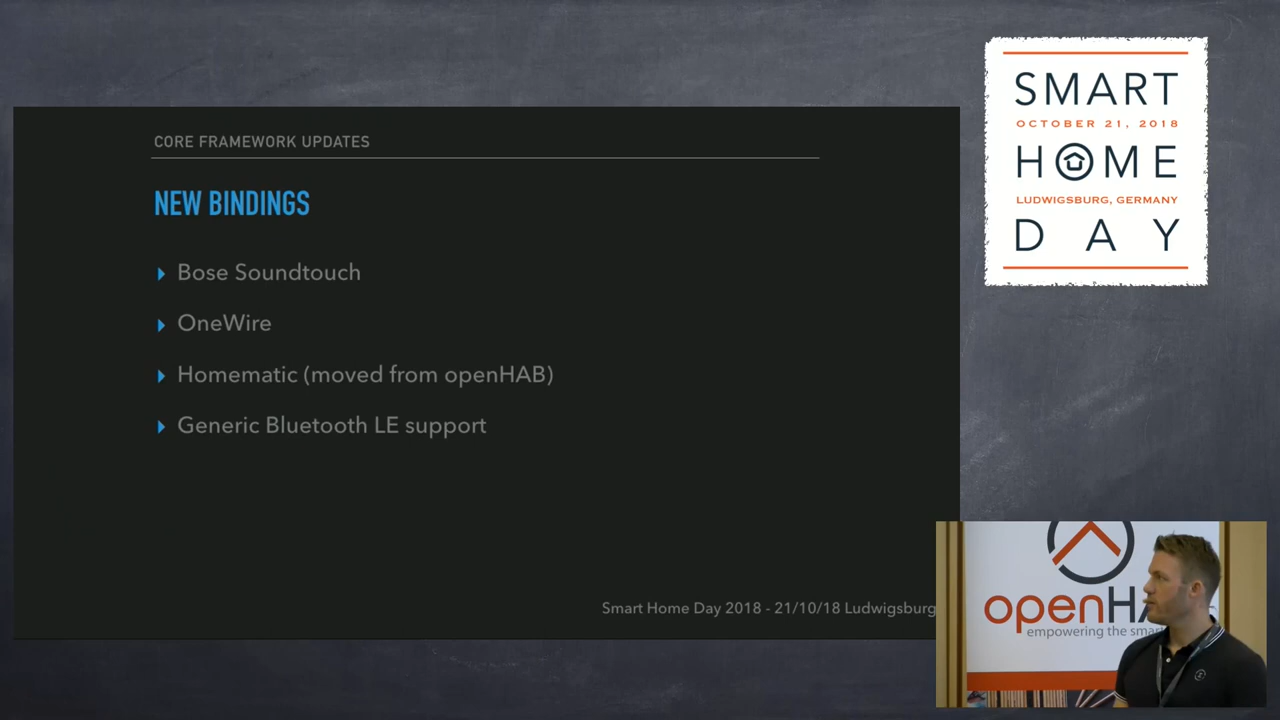 CORE FRAMEWORK UPDATES
NEW BINDINGS
Bose Soundtouch
OneWire
Homematic (moved from openHAB)
Generic Bluetooth LE support
Smart Home Day 2018 - 21/10/18 Ludwigsburg
SMART
OCTOBER 21, 2018
HOME
LUDWIGSBURG, GERMANY
DAY
openHA
empowering the smar